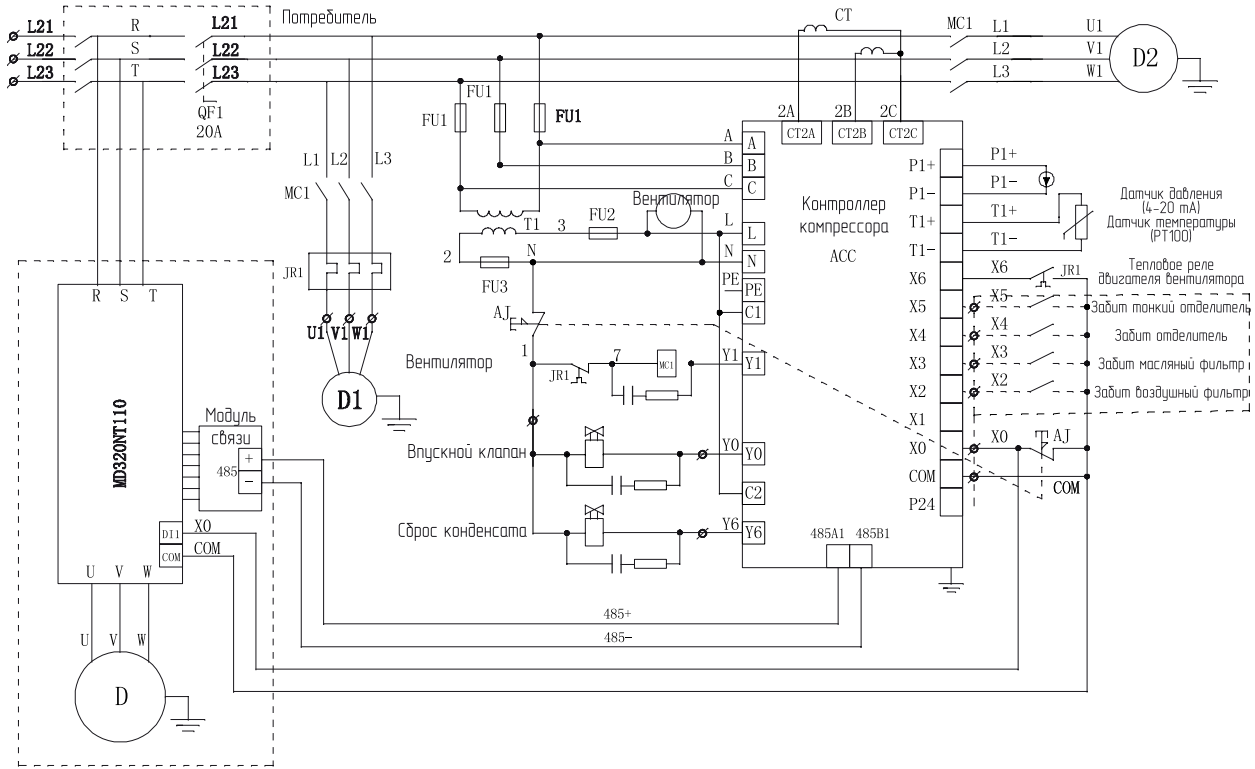 Потребитель
CT
L21
R
L21
MC1
L1
U1
L22
S
L22
L2
V1
D2
L23
T
L23
L3
W1
QF1
20A
FU1
FU1
FU1
2A
2B
2C
CT2A
CT2B
CT2C
L1
L2
L3
MC1
A
A
B
B
C
C
P1+
P1+
P1-
P1-
T1+
T1+
T1-
T1-
Датчик давления
(4-20 mA)
Датчик температуры
(PT100)
Вентилятор
Контроллер
компрессора
ACC
T1
3
FU2
L
L
2
N
N
N
FU3
PE
PE
C1
JR1
X6
X6
JR1
Тепловое реле
двигателя вентилятора
R
S
T
X5
X5
Забит тонкий отделитель
AJ
X4
X4
Забит отделитель
U1
V1
W1
1
X3
X3
Забит масляный фильтр
Вентилятор
JR1
7
MC1
Y1
Y1
X2
X2
Забит воздушный фильтр
D1
X1
Модуль
связи
MD320NT110
+
485
−
X0
X0
AJ
Впускной клапан
Y0
Y0
COM
COM
C2
P24
Сброс конденсата
Y6
Y6
DI1
X0
COM
COM
485A1
485B1
U
V
W
485+
U
V
W
485-
D